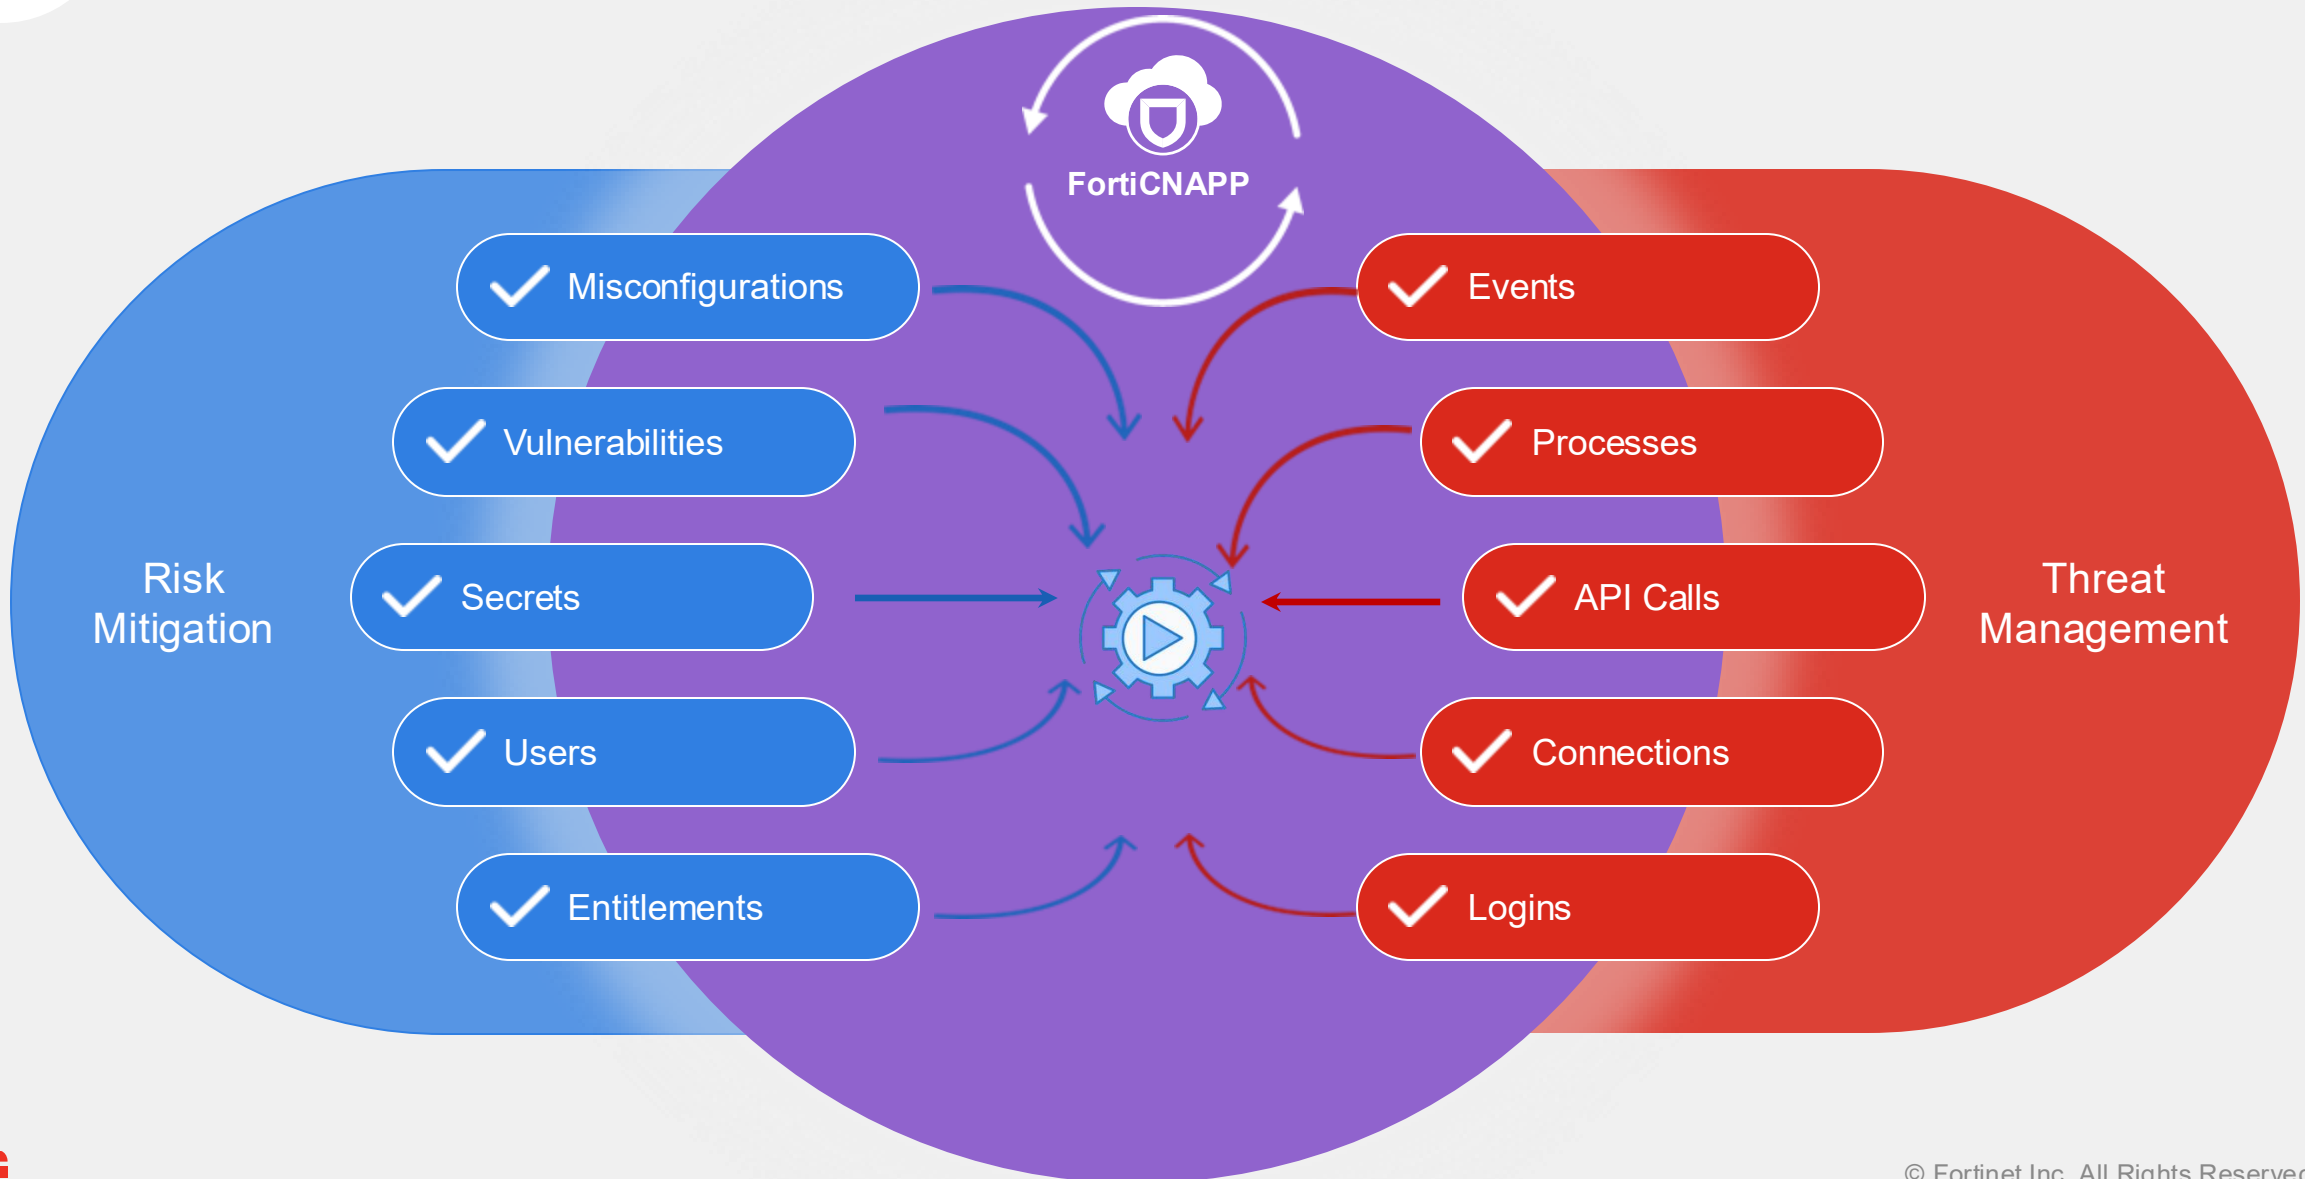 FortiCNAPP
Risk
Mitigation
Misconfigurations
Vulnerabilities
Secrets
Users
Entitlements
Events
Processes
API Calls
Connections
Logins
Threat
Management
© Fortinet Inc. All Rights Reserved